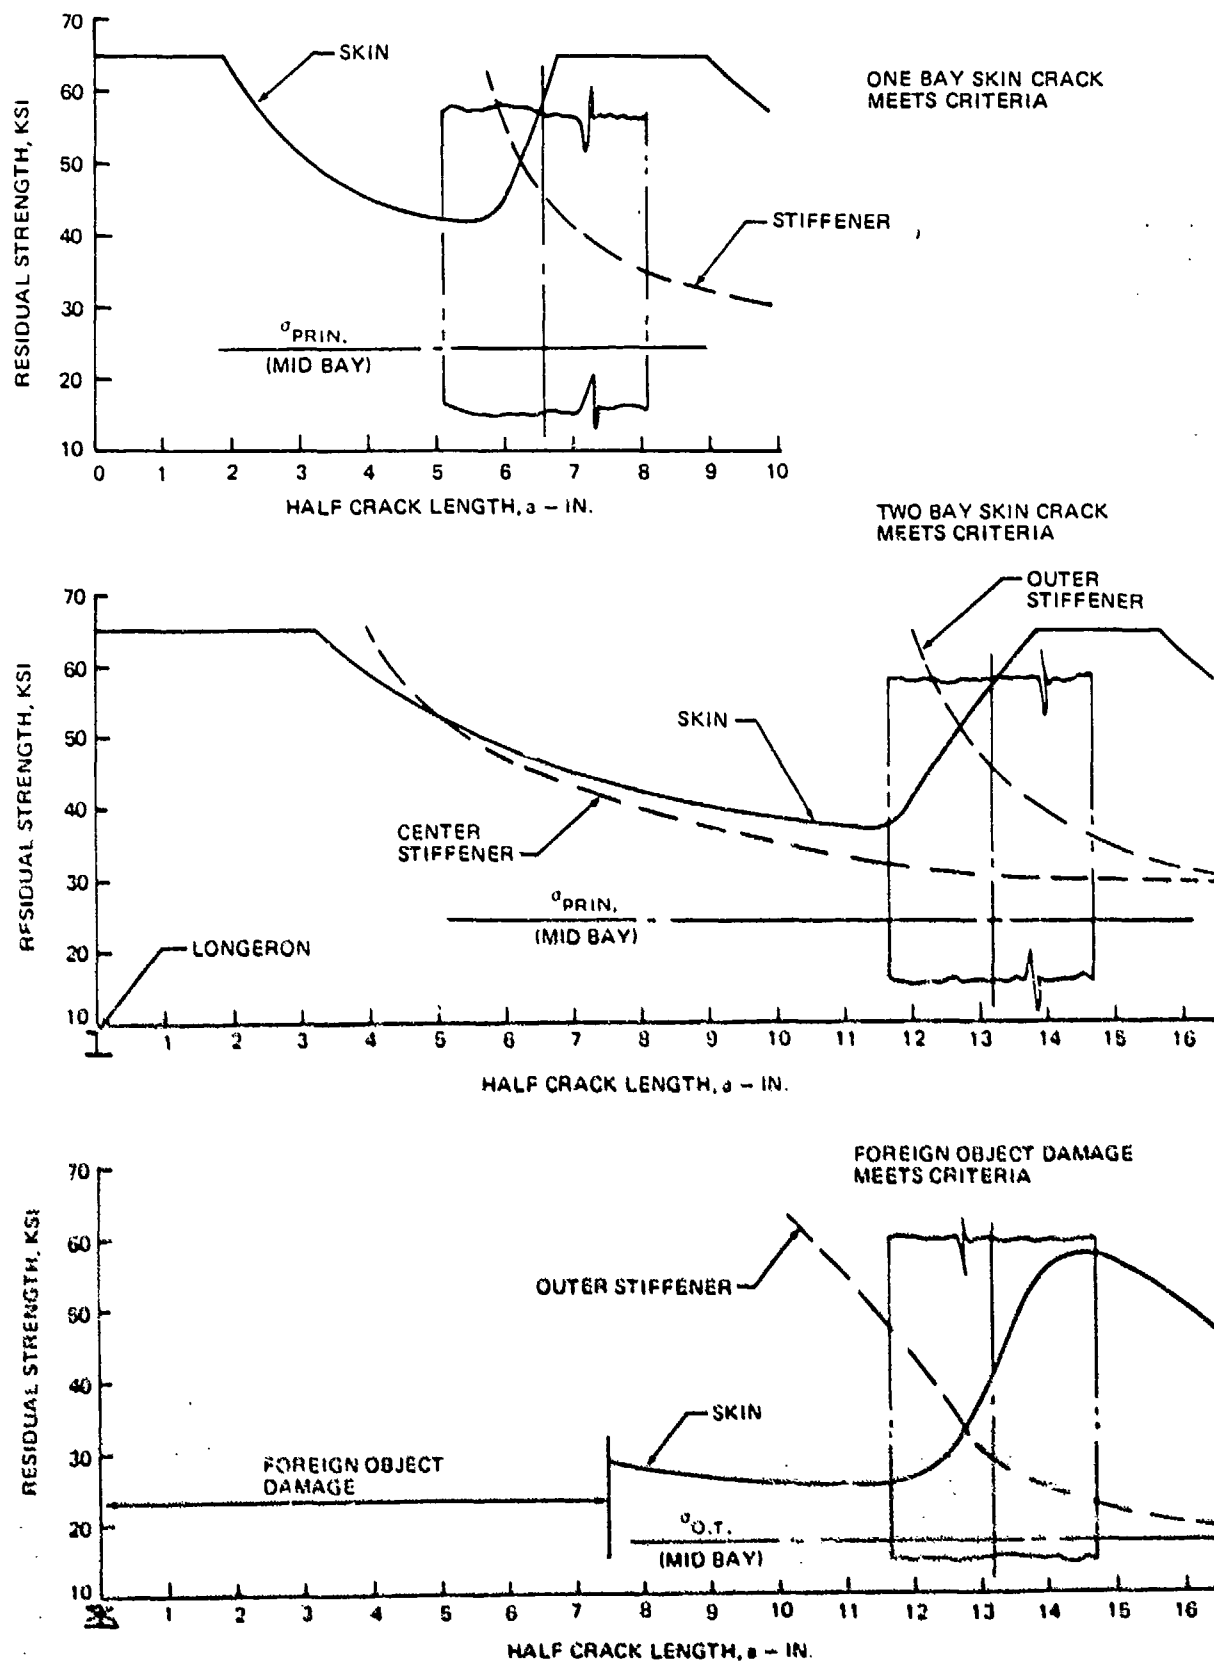 70
SKIN
ONE BAY SKIN CRACK
MEETS CRITERIA
60
50
STIFFENER
40
30
σPRIN.
(MID BAY)
20
10
RESIDUAL STRENGTH, KSI
0 1 2 3 4 5 6 7 8 9 10
HALF CRACK LENGTH, a – IN.
TWO BAY SKIN CRACK
MEETS CRITERIA
70
OUTER
STIFFENER
60
SKIN
50
40
CENTER
STIFFENER
30
σPRIN.
(MID BAY)
LONGERON
20
10
RESIDUAL STRENGTH, KSI
1 2 3 4 5 6 7 8 9 10 11 12 13 14 15 16
HALF CRACK LENGTH, a – IN.
FOREIGN OBJECT DAMAGE
MEETS CRITERIA
70
60
OUTER STIFFENER
50
40
SKIN
30
FOREIGN OBJECT
DAMAGE
20
σO.T.
(MID BAY)
10
RESIDUAL STRENGTH, KSI
1 2 3 4 5 6 7 8 9 10 11 12 13 14 15 16
HALF CRACK LENGTH, a – IN.